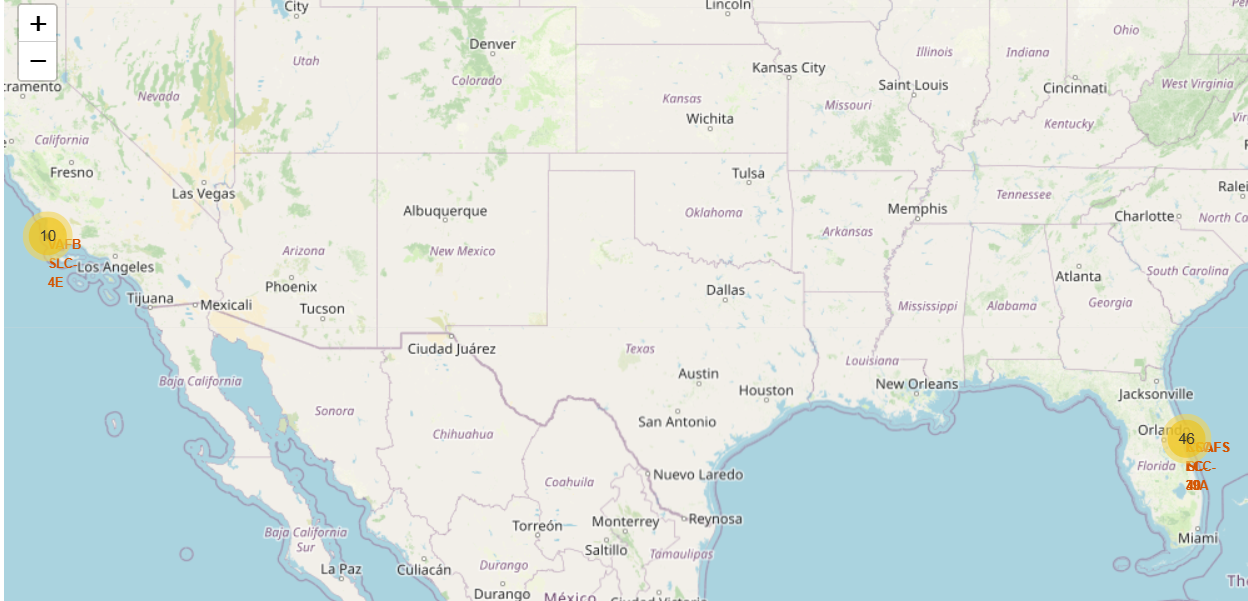 +
−
City
Lincoln
Denver
Utah
Colorado
Nevada
Kansas City
Illinois
Indiana
Ohio
cramento
Saint Louis
Cincinnati
West Virginia
Kansas
Missouri
Wichita
Kentucky
California
Fresno
Las Vegas
Tulsa
Tennessee
Albuquerque
Oklahoma
Memphis
Charlotte
10
VAFB
SLC-
4E
Los Angeles
Arizona
New Mexico
Arkansas
Atlanta
South Carolina
Phoenix
Dallas
Tijuana
Mexicali
Tucson
Mississippi
Alabama
Georgia
Ciudad Juárez
Texas
Louisiana
Baja California
Austin
Houston
New Orleans
Jacksonville
Sonora
San Antonio
Chihuahua
Orlando
46
Florida
Nuevo Laredo
Coahuila
Baja California
Sur
Torreón
Monterrey
Reynosa
Miami
Saltillo
Tamaulipas
La Paz
Culiacán
Durango
Durango
México